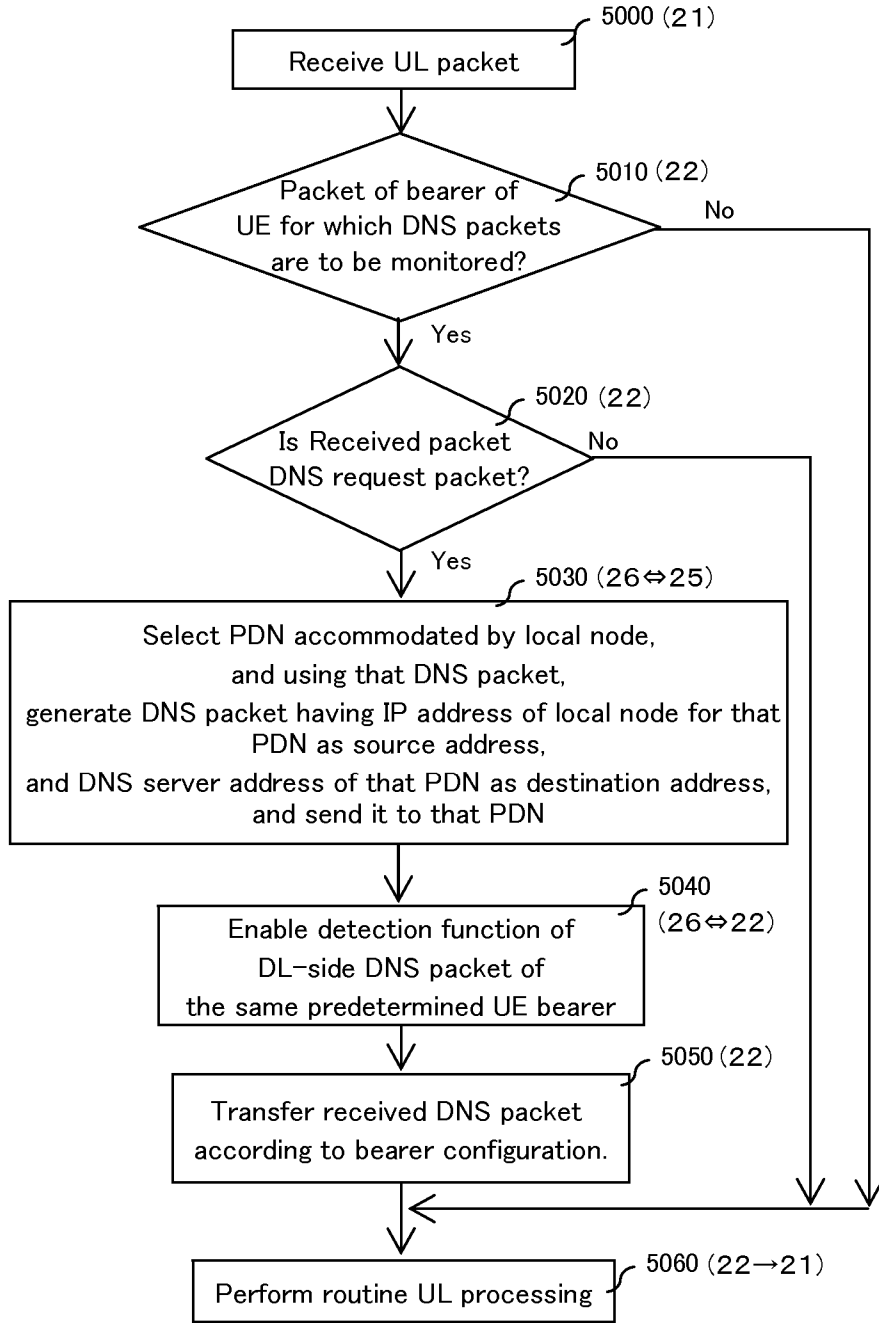 5000 (21)
Receive UL packet
5010 (22)
Packet of bearer of
UE for which DNS packets
are to be monitored?
No
Yes
5020 (22)
Is Received packet
DNS request packet?
No
Yes
5030 (26⇔25)
Select PDN accommodated by local node,
and using that DNS packet,
generate DNS packet having IP address of local node for that
PDN as source address,
and DNS server address of that PDN as destination address,
and send it to that PDN
5040
(26⇔22)
Enable detection function of
DL-side DNS packet of
the same predetermined UE bearer
5050 (22)
Transfer received DNS packet
according to bearer configuration.
5060 (22→21)
Perform routine UL processing